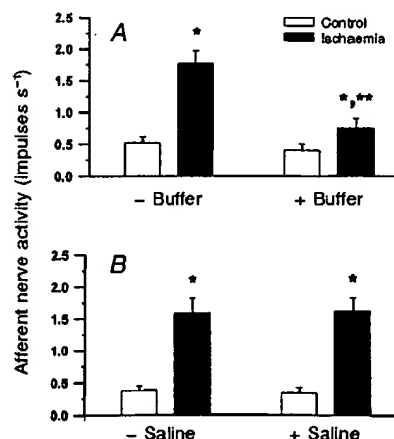 Control
Ischaemia
A
*
*,**
2.5
2.0
1.5
1.0
0.5
0.0
− Buffer + Buffer
Afferent nerve activity (impulses s⁻¹)
B
* *
2.5
2.0
1.5
1.0
0.5
0.0
− Saline + Saline